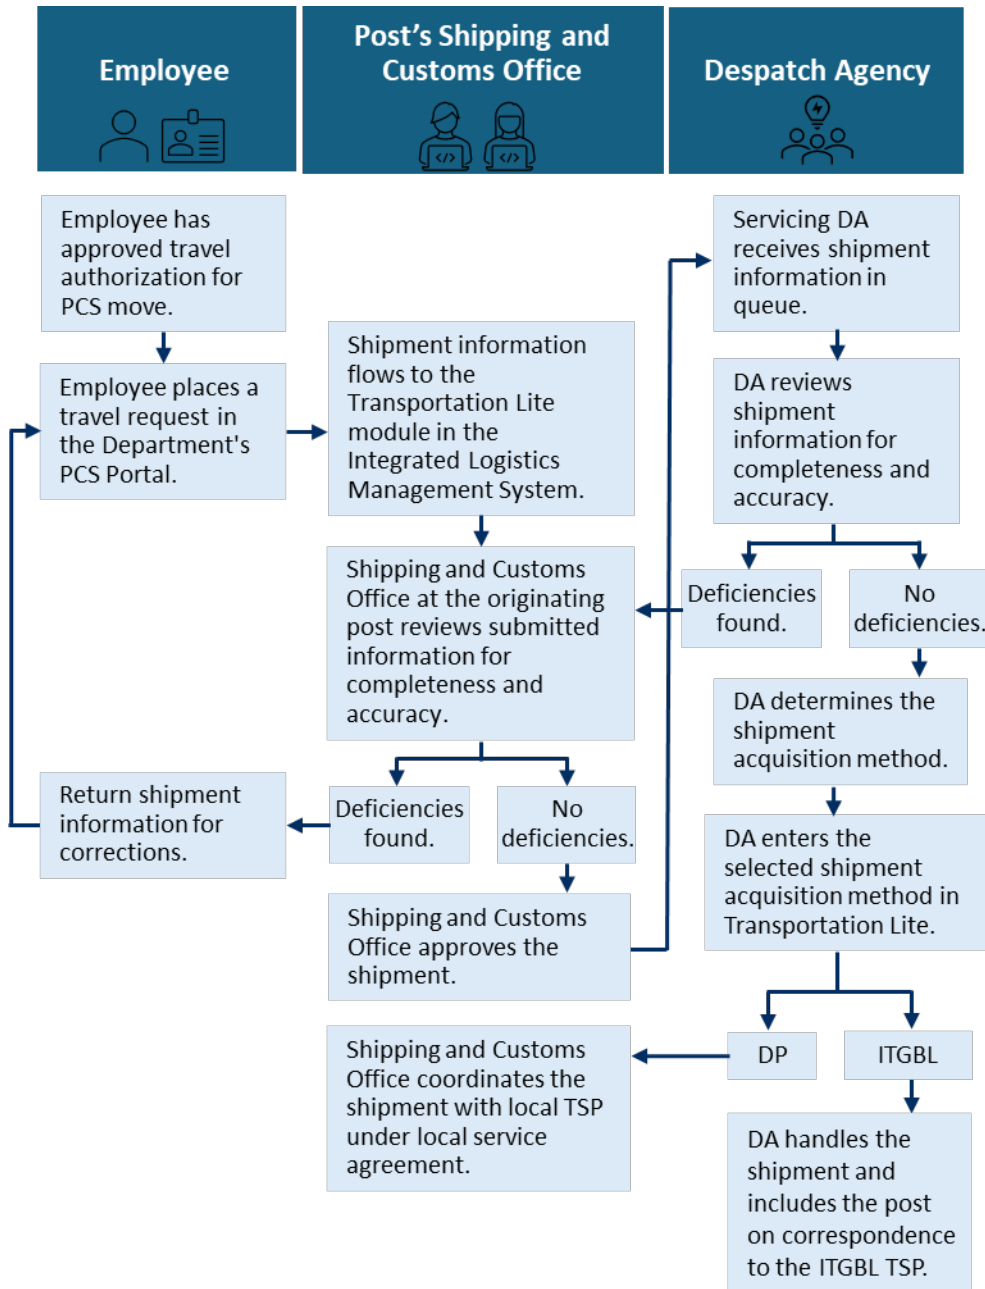 Employee
Post's Shipping and
Customs Office
Despatch Agency
Employee has
approved travel
authorization for
PCS move.
Employee places a
travel request in
the Department's
PCS Portal.
Return shipment
information for
corrections.
Shipment information
flows to the
Transportation Lite
module in the
Integrated Logistics
Management System.
Shipping and Customs
Office at the originating
post reviews submitted
information for
completeness and
accuracy.
Deficiencies
found.
No
deficiencies.
Shipping and Customs
Office approves the
shipment.
Shipping and Customs
Office coordinates the
shipment with local TSP
under local service
agreement.
Servicing DA
receives shipment
information in
queue.
DA reviews
shipment
information for
completeness and
accuracy.
Deficiencies
found.
No
deficiencies.
DA determines the
shipment
acquisition method.
DA enters the
selected shipment
acquisition method in
Transportation Lite.
DP
ITGBL
DA handles the
shipment and
includes the post
on correspondence
to the ITGBL TSP.